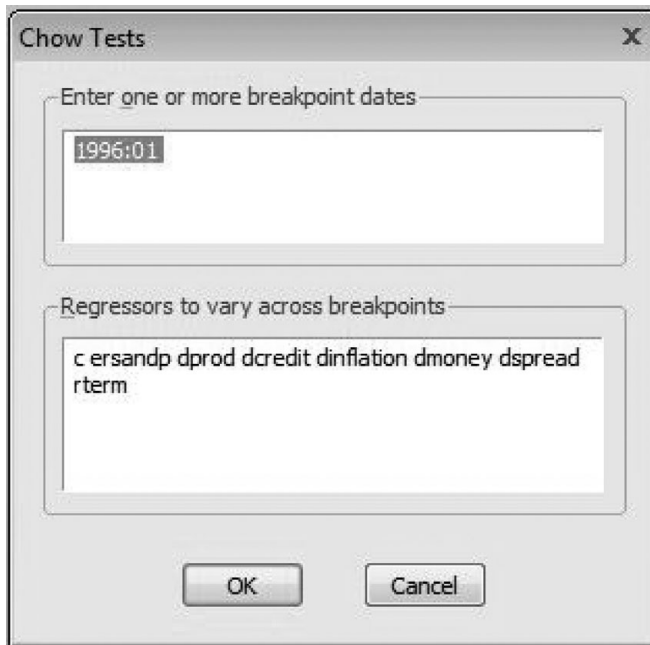 Chow Tests
x
Enter one or more breakpoint dates
1996:01
Regressors to vary across breakpoints
c ersandp dprod dcredit dinflation dmoney dspread
rterm
OK
Cancel